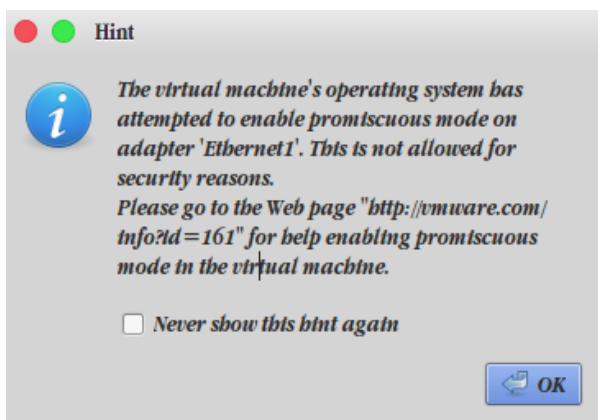 Hint
The virtual machine's operating system has
attempted to enable promiscuous mode on
adapter 'Ethernet1'. This is not allowed for
security reasons.
Please go to the Web page "http://vmware.com/
info?id=161" for help enabling promiscuous
mode in the virtual machine.
Never show this hint again
OK